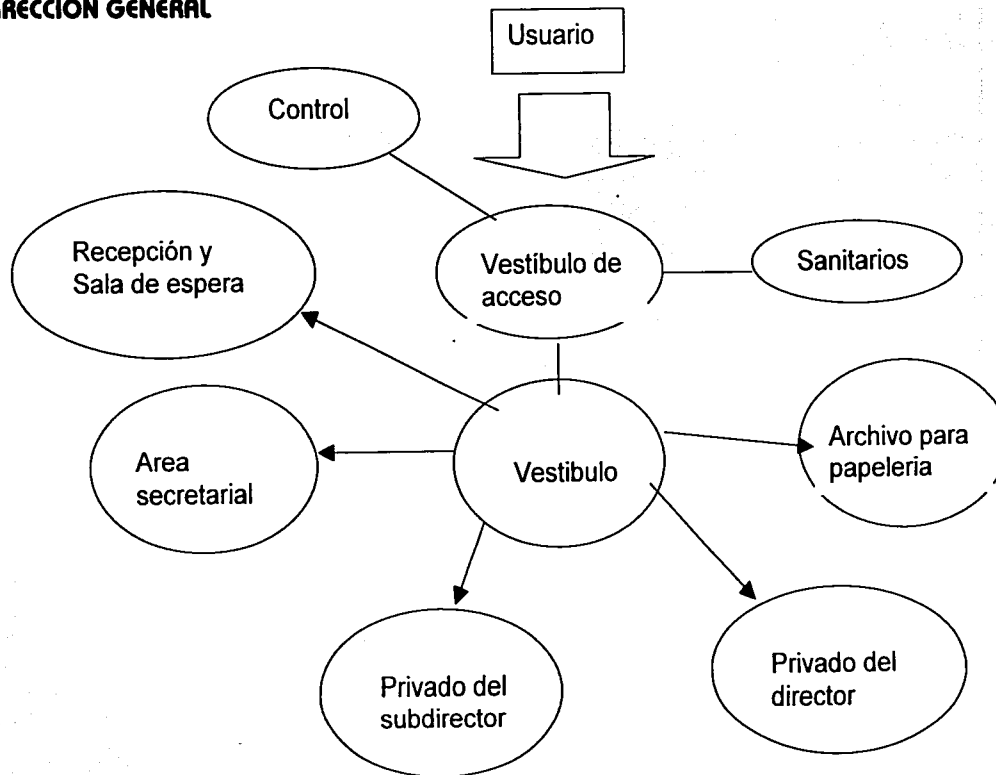 RECCIÓN GENERAL
Usuario
Control
Recepción y
Sala de espera
Vestíbulo de
acceso
Sanitarios
Area
secretarial
Vestibulo
Archivo para
papeleria
Privado del
subdirector
Privado del
director